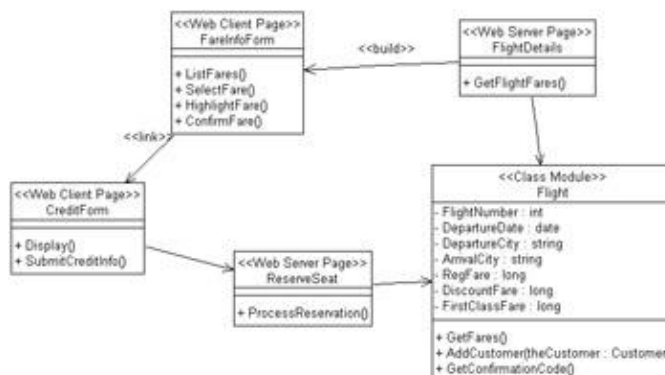 <<Web Client Page>>
FareInfoForm
+ ListFares()
+ SelectFare()
+ HighlightFare()
+ ConfirmFare()
<<build>>
<<Web Server Page>>
FlightDetails
+ GetFlightFares()
<<link>>
<<Web Client Page>>
CreditForm
+ Display()
+ SubmitCreditInfo()
<<Web Server Page>>
ReserveSeat
+ ProcessReservation()
<<Class Module>>
Flight
- FlightNumber : int
- DepartureDate : date
- DepartureCity : string
- ArrivalCity : string
- RegFare : long
- DiscountFare : long
- FirstClassFare : long
+ GetFares()
+ AddCustomer(theCustomer : Customer
+ GetConfirmationCode()